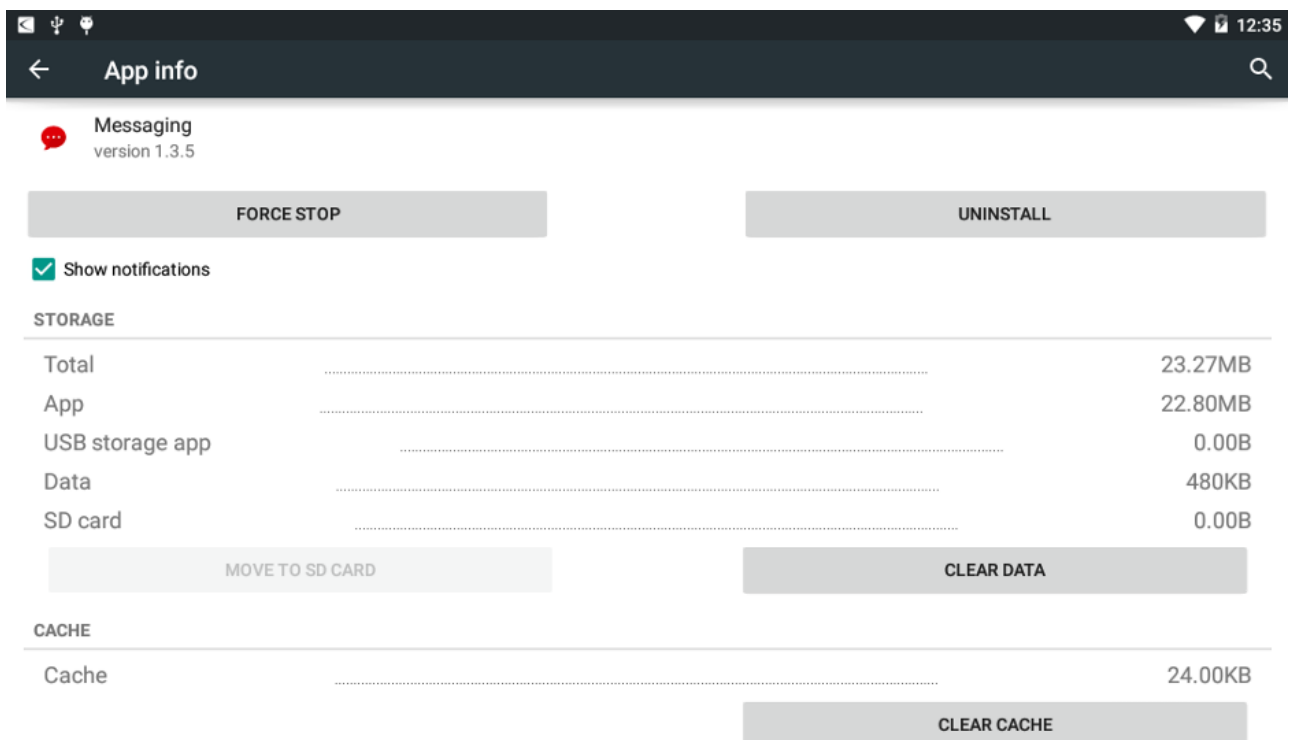 12:35
App info
Messaging
version 1.3.5
FORCE STOP UNINSTALL
Show notifications
STORAGE
Total 23.27MB
App 22.80MB
USB storage app 0.00B
Data 480KB
SD card 0.00B
MOVE TO SD CARD CLEAR DATA
CACHE
Cache 24.00KB
CLEAR CACHE